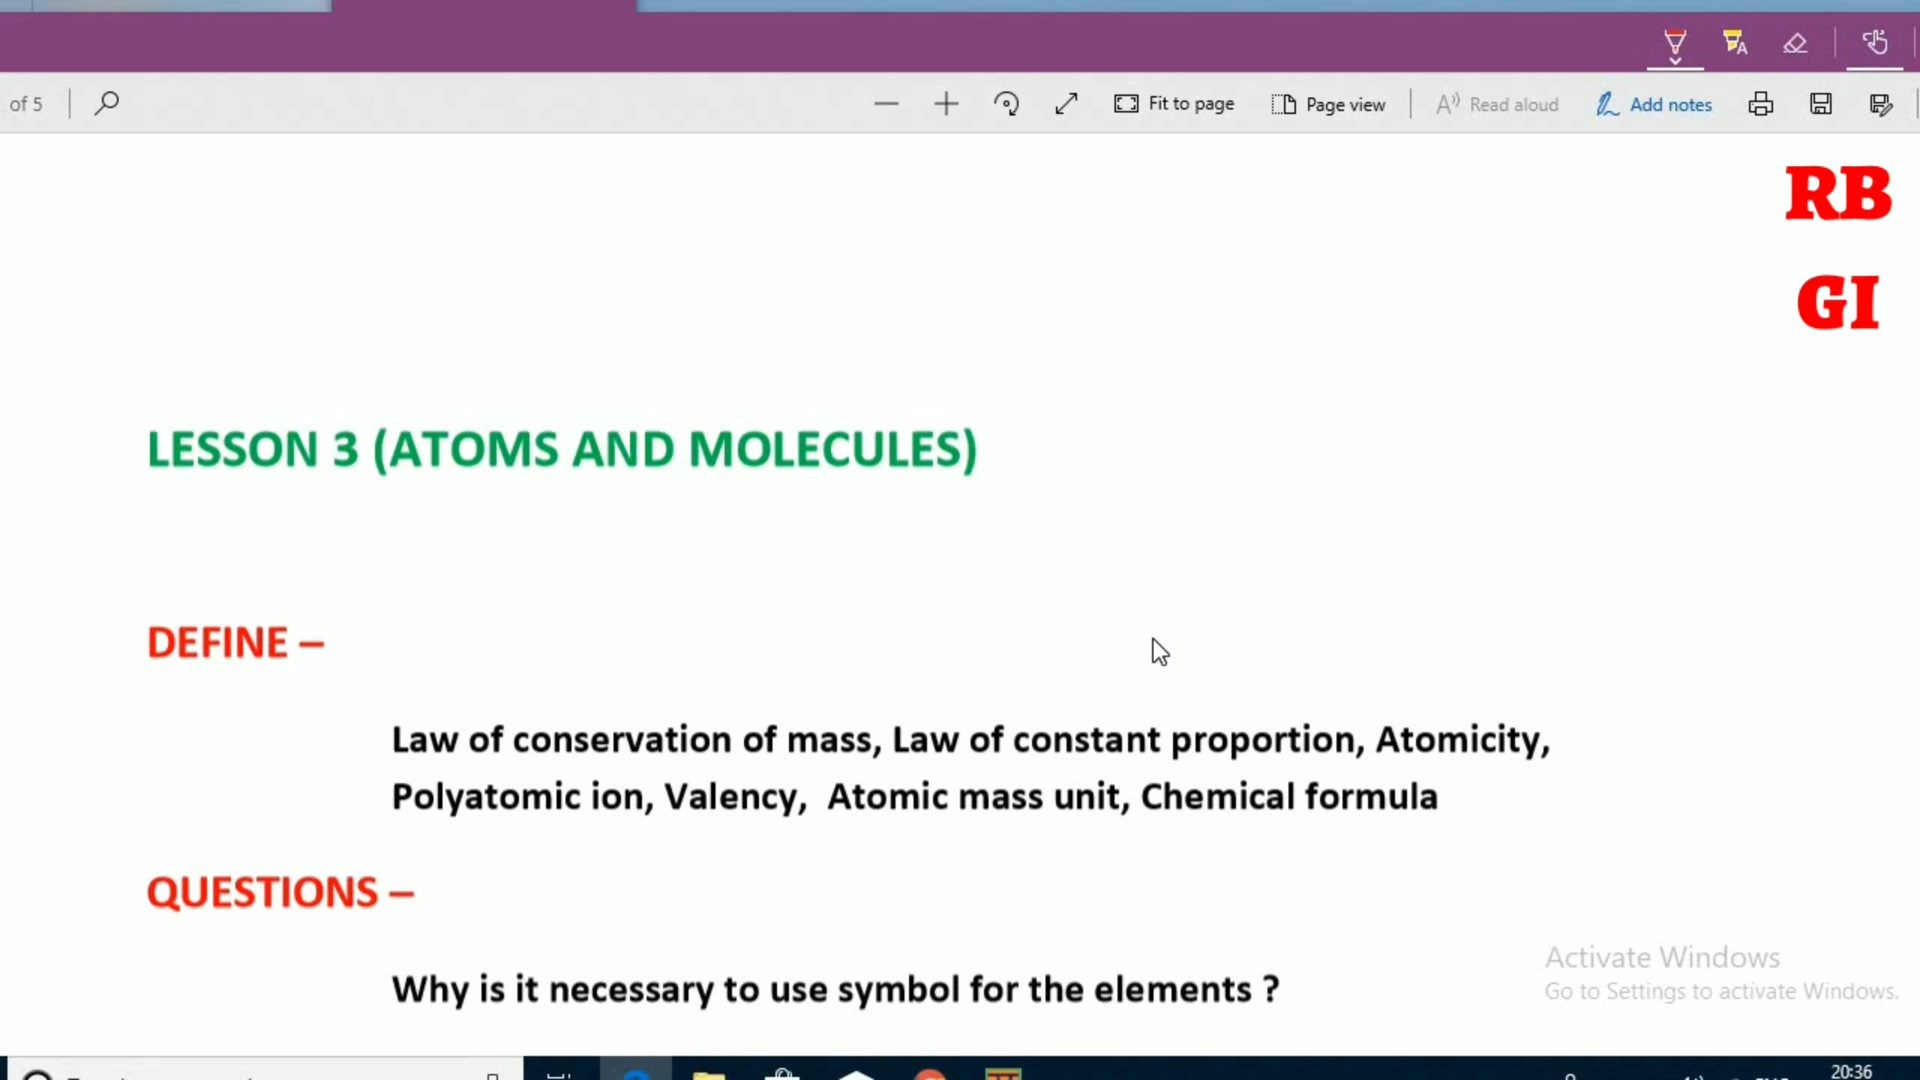 of 5
Fit to page
Page view
Read aloud
Add notes
RB
GI
LESSON 3 (ATOMS AND MOLECULES)
DEFINE –
Law of conservation of mass, Law of constant proportion, Atomicity,
Polyatomic ion, Valency, Atomic mass unit, Chemical formula
QUESTIONS –
Why is it necessary to use symbol for the elements ?
Activate Windows
Go to Settings to activate Windows.
20:36